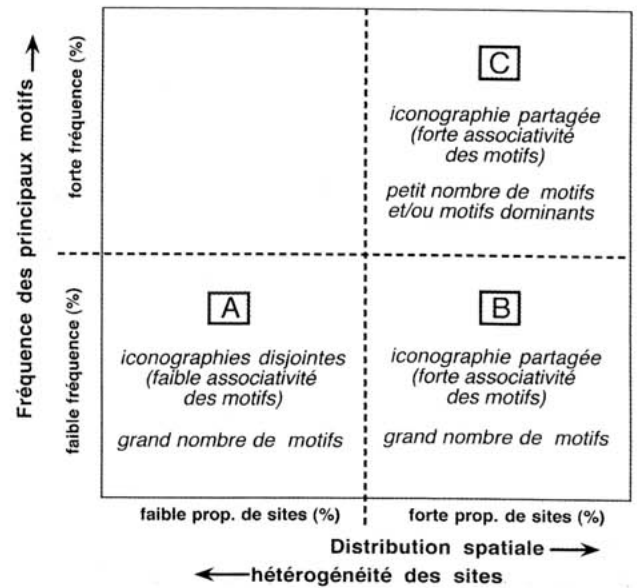 Fréquence des principaux motifs
forte fréquence (%)
faible fréquence (%)
C
iconographie partagée
(forte associativité
des motifs)
petit nombre de motifs
et/ou motifs dominants
A
iconographies disjointes
(faible associativité
des motifs)
grand nombre de motifs
B
iconographie partagée
(forte associativité
des motifs)
grand nombre de motifs
faible prop. de sites (%)
forte prop. de sites (%)
Distribution spatiale
hétérogénéité des sites